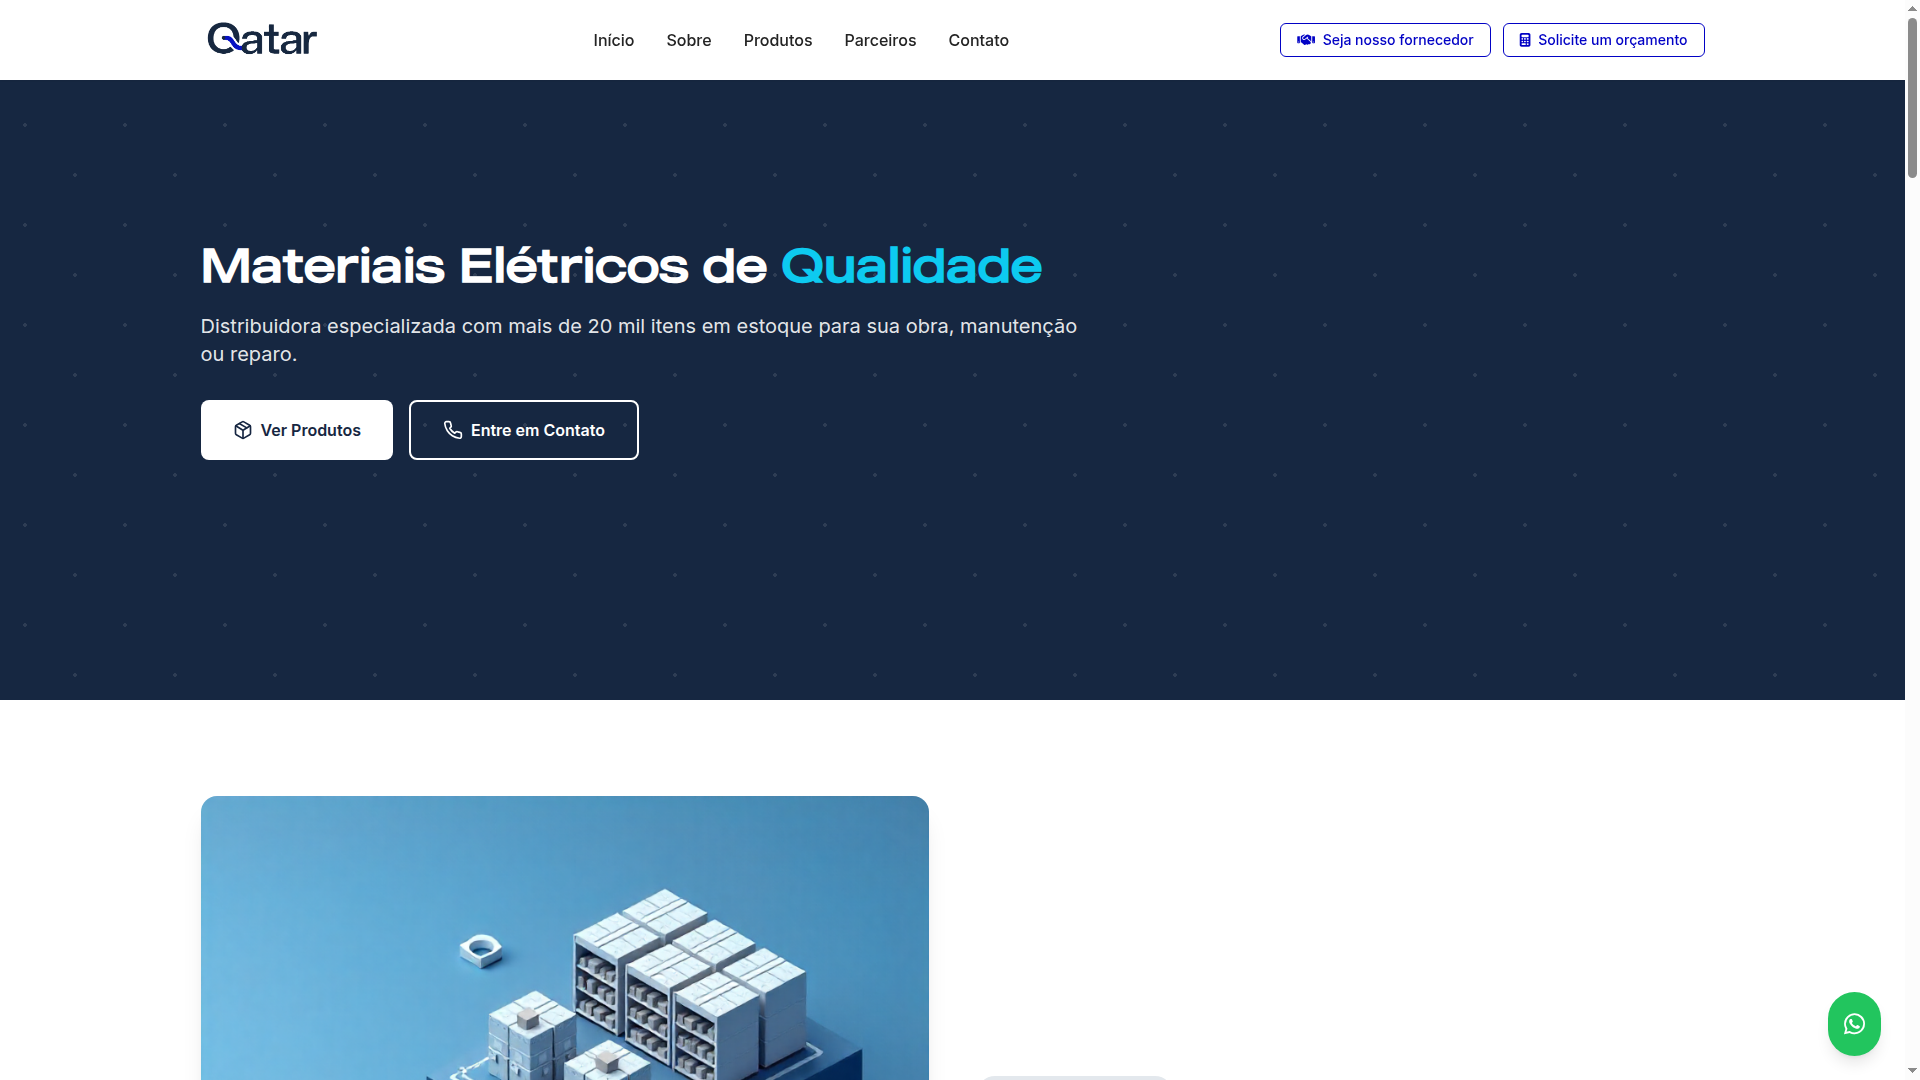 Qatar
Início
Sobre
Produtos
Parceiros
Contato
Seja nosso fornecedor
Solicite um orçamento
Materiais Elétricos de Qualidade
Distribuidora especializada com mais de 20 mil itens em estoque para sua obra, manutenção
ou reparo.
Ver Produtos
Entre em Contato